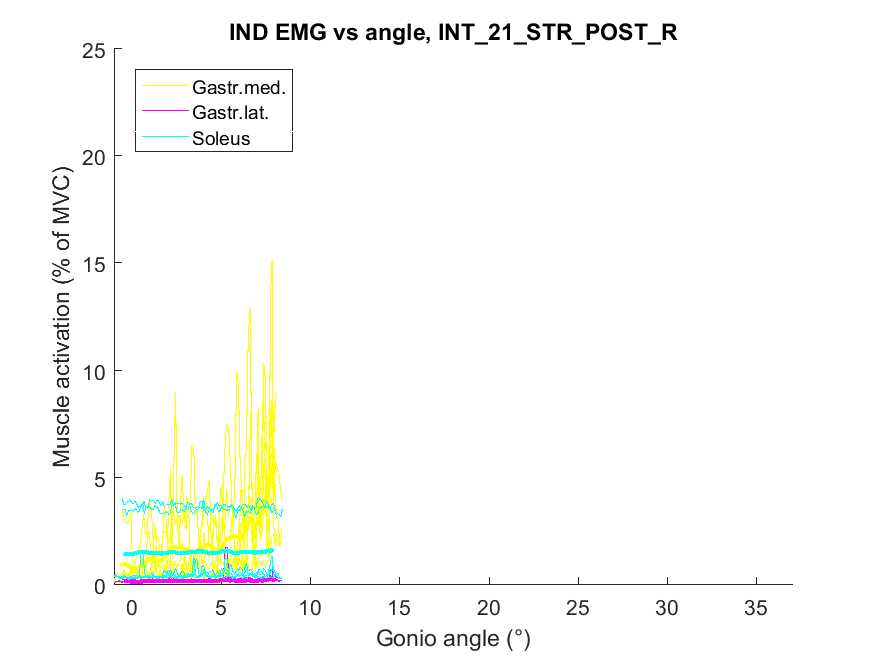 IND EMG vs angle, INT_21_STR_POST_R
25
Gastr.med.
Gastr.lat.
Soleus
20
15
10
5
0
Muscle activation (% of MVC)
0 5 10 15 20 25 30 35
Gonio angle (°)